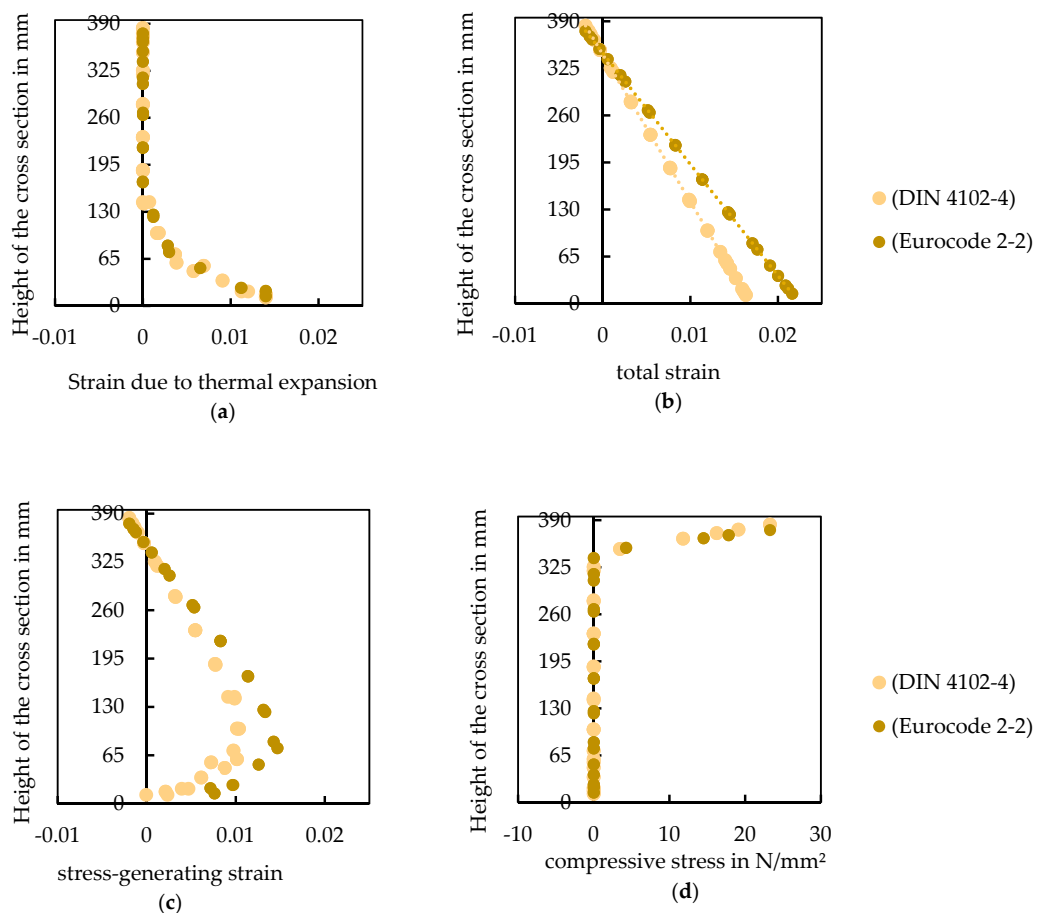 Height of the cross section in mm
390
325
260
195
130
65
0
-0.01
0
0.01
0.02
Strain due to thermal expansion
(a)
Height of the cross section in mm
390
325
260
195
130
65
0
-0.01
0
0.01
0.02
total strain
(b)
(DIN 4102-4)
(Eurocode 2-2)
Height of the cross section in mm
390
325
260
195
130
65
0
-0.01
0
0.01
0.02
stress-generating strain
(c)
Height of the cross section in mm
390
325
260
195
130
65
0
-10
0
10
20
30
compressive stress in N/mm²
(d)
(DIN 4102-4)
(Eurocode 2-2)